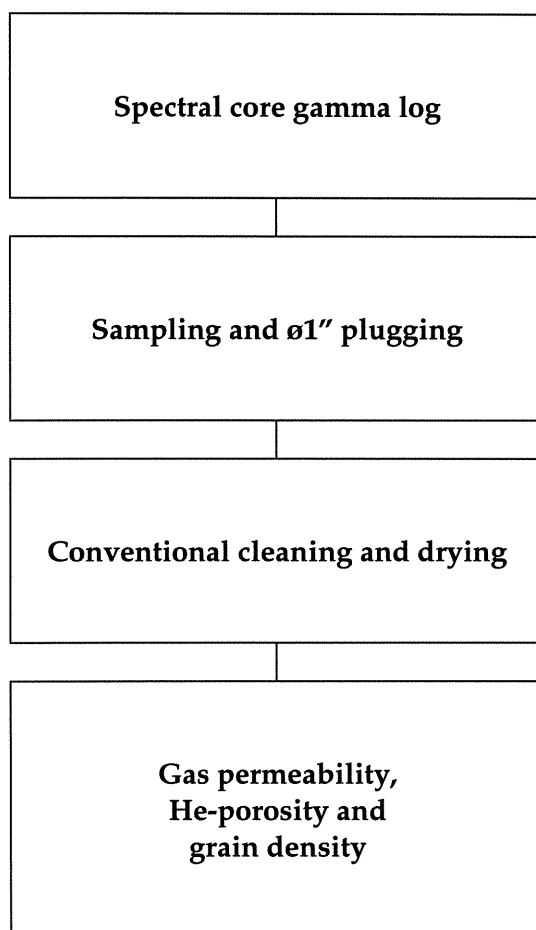 Spectral core gamma log
Sampling and ø1″ plugging
Conventional cleaning and drying
Gas permeability,
He-porosity and
grain density